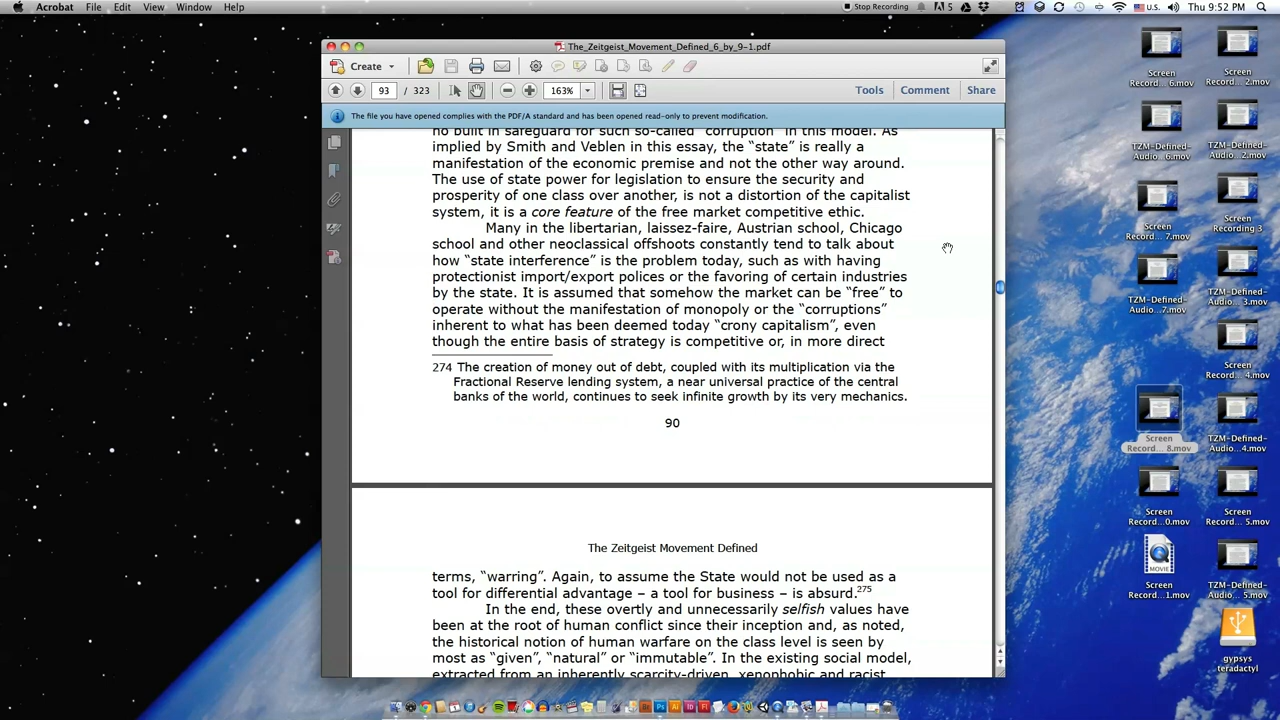 Acrobat File Edit View Window Help
Stop Recording
5
U.S.
Thu 9:52 PM
The_Zeitgeist_Movement_Defined_6_by_9-1.pdf
Create
93 / 323
163%
Tools Comment Share
The file you have opened complies with the PDF/A standard and has been opened read-only to prevent modification.
no built in safeguard for such so-called "corruption" in this model. As
implied by Smith and Veblen in this essay, the “state” is really a
manifestation of the economic premise and not the other way around.
The use of state power for legislation to ensure the security and
prosperity of one class over another, is not a distortion of the capitalist
system, it is a core feature of the free market competitive ethic.
Many in the libertarian, laissez-faire, Austrian school, Chicago
school and other neoclassical offshoots constantly tend to talk about
how “state interference” is the problem today, such as with having
protectionist import/export polices or the favoring of certain industries
by the state. It is assumed that somehow the market can be “free” to
operate without the manifestation of monopoly or the “corruptions”
inherent to what has been deemed today “crony capitalism”, even
though the entire basis of strategy is competitive or, in more direct
274 The creation of money out of debt, coupled with its multiplication via the
Fractional Reserve lending system, a near universal practice of the central
banks of the world, continues to seek infinite growth by its very mechanics.
90
The Zeitgeist Movement Defined
terms, “warring”. Again, to assume the State would not be used as a
tool for differential advantage – a tool for business – is absurd.275
In the end, these overtly and unnecessarily selfish values have
been at the root of human conflict since their inception and, as noted,
the historical notion of human warfare on the class level is seen by
most as “given”, “natural” or “immutable”. In the existing social model,
extracted from an inherently scarcity-driven, xenophobic and racist
Screen
Record...6.mov
Screen
Record...2.mov
TZM-Defined-
Audio...6.mov
TZM-Defined-
Audio...2.mov
Screen
Record...7.mov
Screen
Recording 3
TZM-Defined-
Audio...7.mov
TZM-Defined-
Audio...3.mov
Screen
Record...4.mov
Screen
Record...8.mov
TZM-Defined-
Audio...4.mov
Screen
Record...0.mov
Screen
Record...5.mov
MOVIE
Screen
Record...1.mov
TZM-Defined-
Audio...5.mov
gypsys
teradactyl